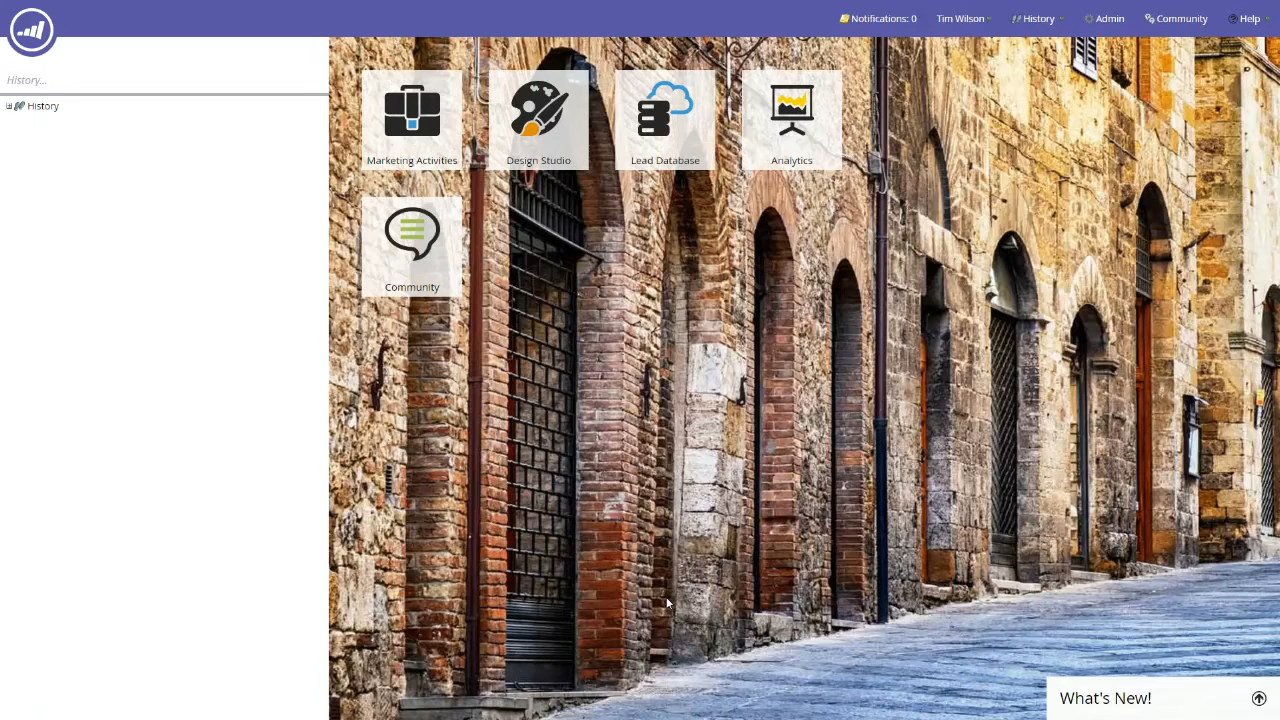 Notifications: 0 Tim Wilson History Admin Community Help
History...
History
Marketing Activities Design Studio Lead Database Analytics
Community
What's New!